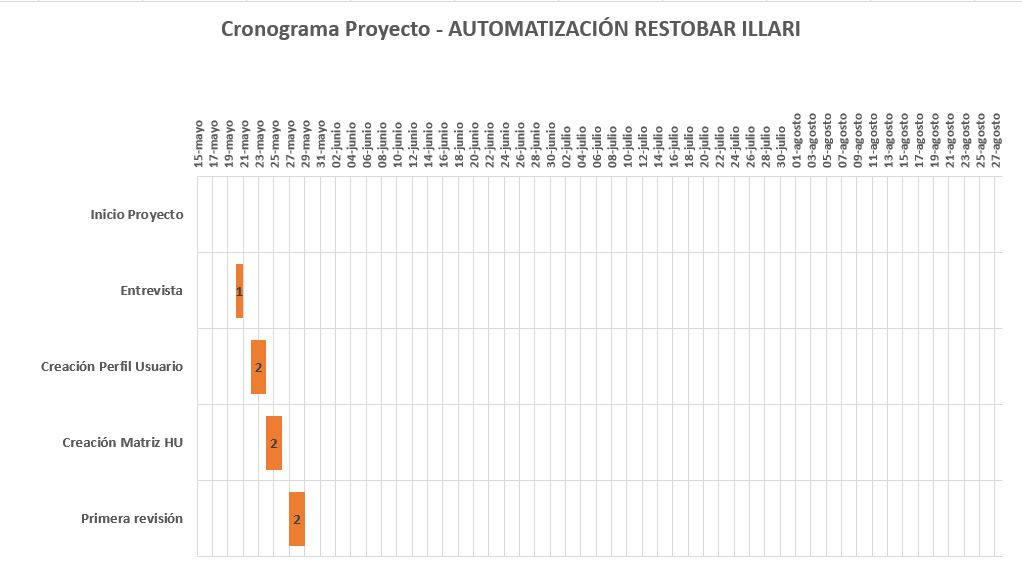 Cronograma Proyecto - AUTOMATIZACIÓN RESTOBAR ILLARI
15-mayo
17-mayo
19-mayo
21-mayo
23-mayo
25-mayo
27-mayo
29-mayo
31-mayo
02-junio
04-junio
06-junio
08-junio
10-junio
12-junio
14-junio
16-junio
18-junio
20-junio
22-junio
24-junio
26-junio
28-junio
30-junio
02-julio
04-julio
06-julio
08-julio
10-julio
12-julio
14-julio
16-julio
18-julio
20-julio
22-julio
24-julio
26-julio
28-julio
30-julio
01-agosto
03-agosto
05-agosto
07-agosto
09-agosto
11-agosto
13-agosto
15-agosto
17-agosto
19-agosto
21-agosto
23-agosto
25-agosto
27-agosto
Inicio Proyecto
Entrevista
1
Creación Perfil Usuario
2
Creación Matriz HU
2
Primera revisión
2